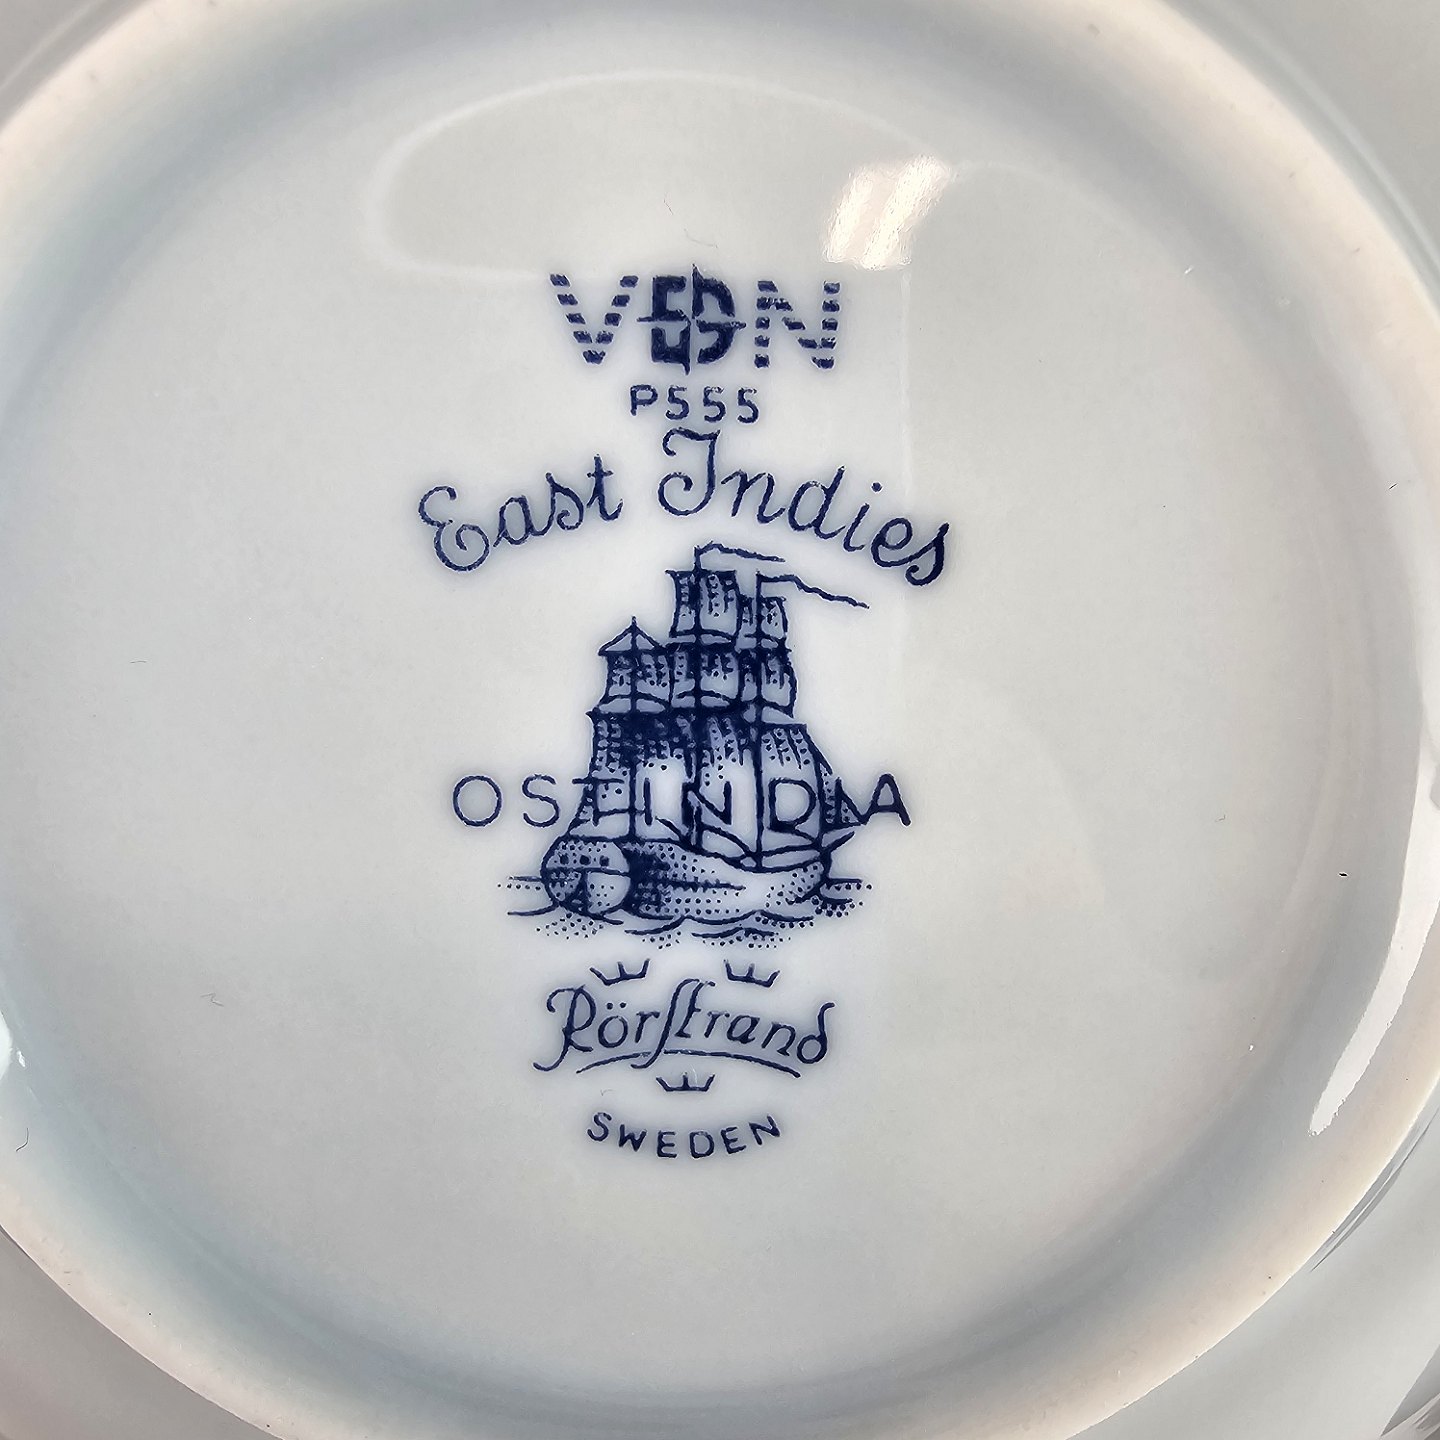 VDN
P555
East Indies
OSTINDIA
Rörstrand
SWEDEN